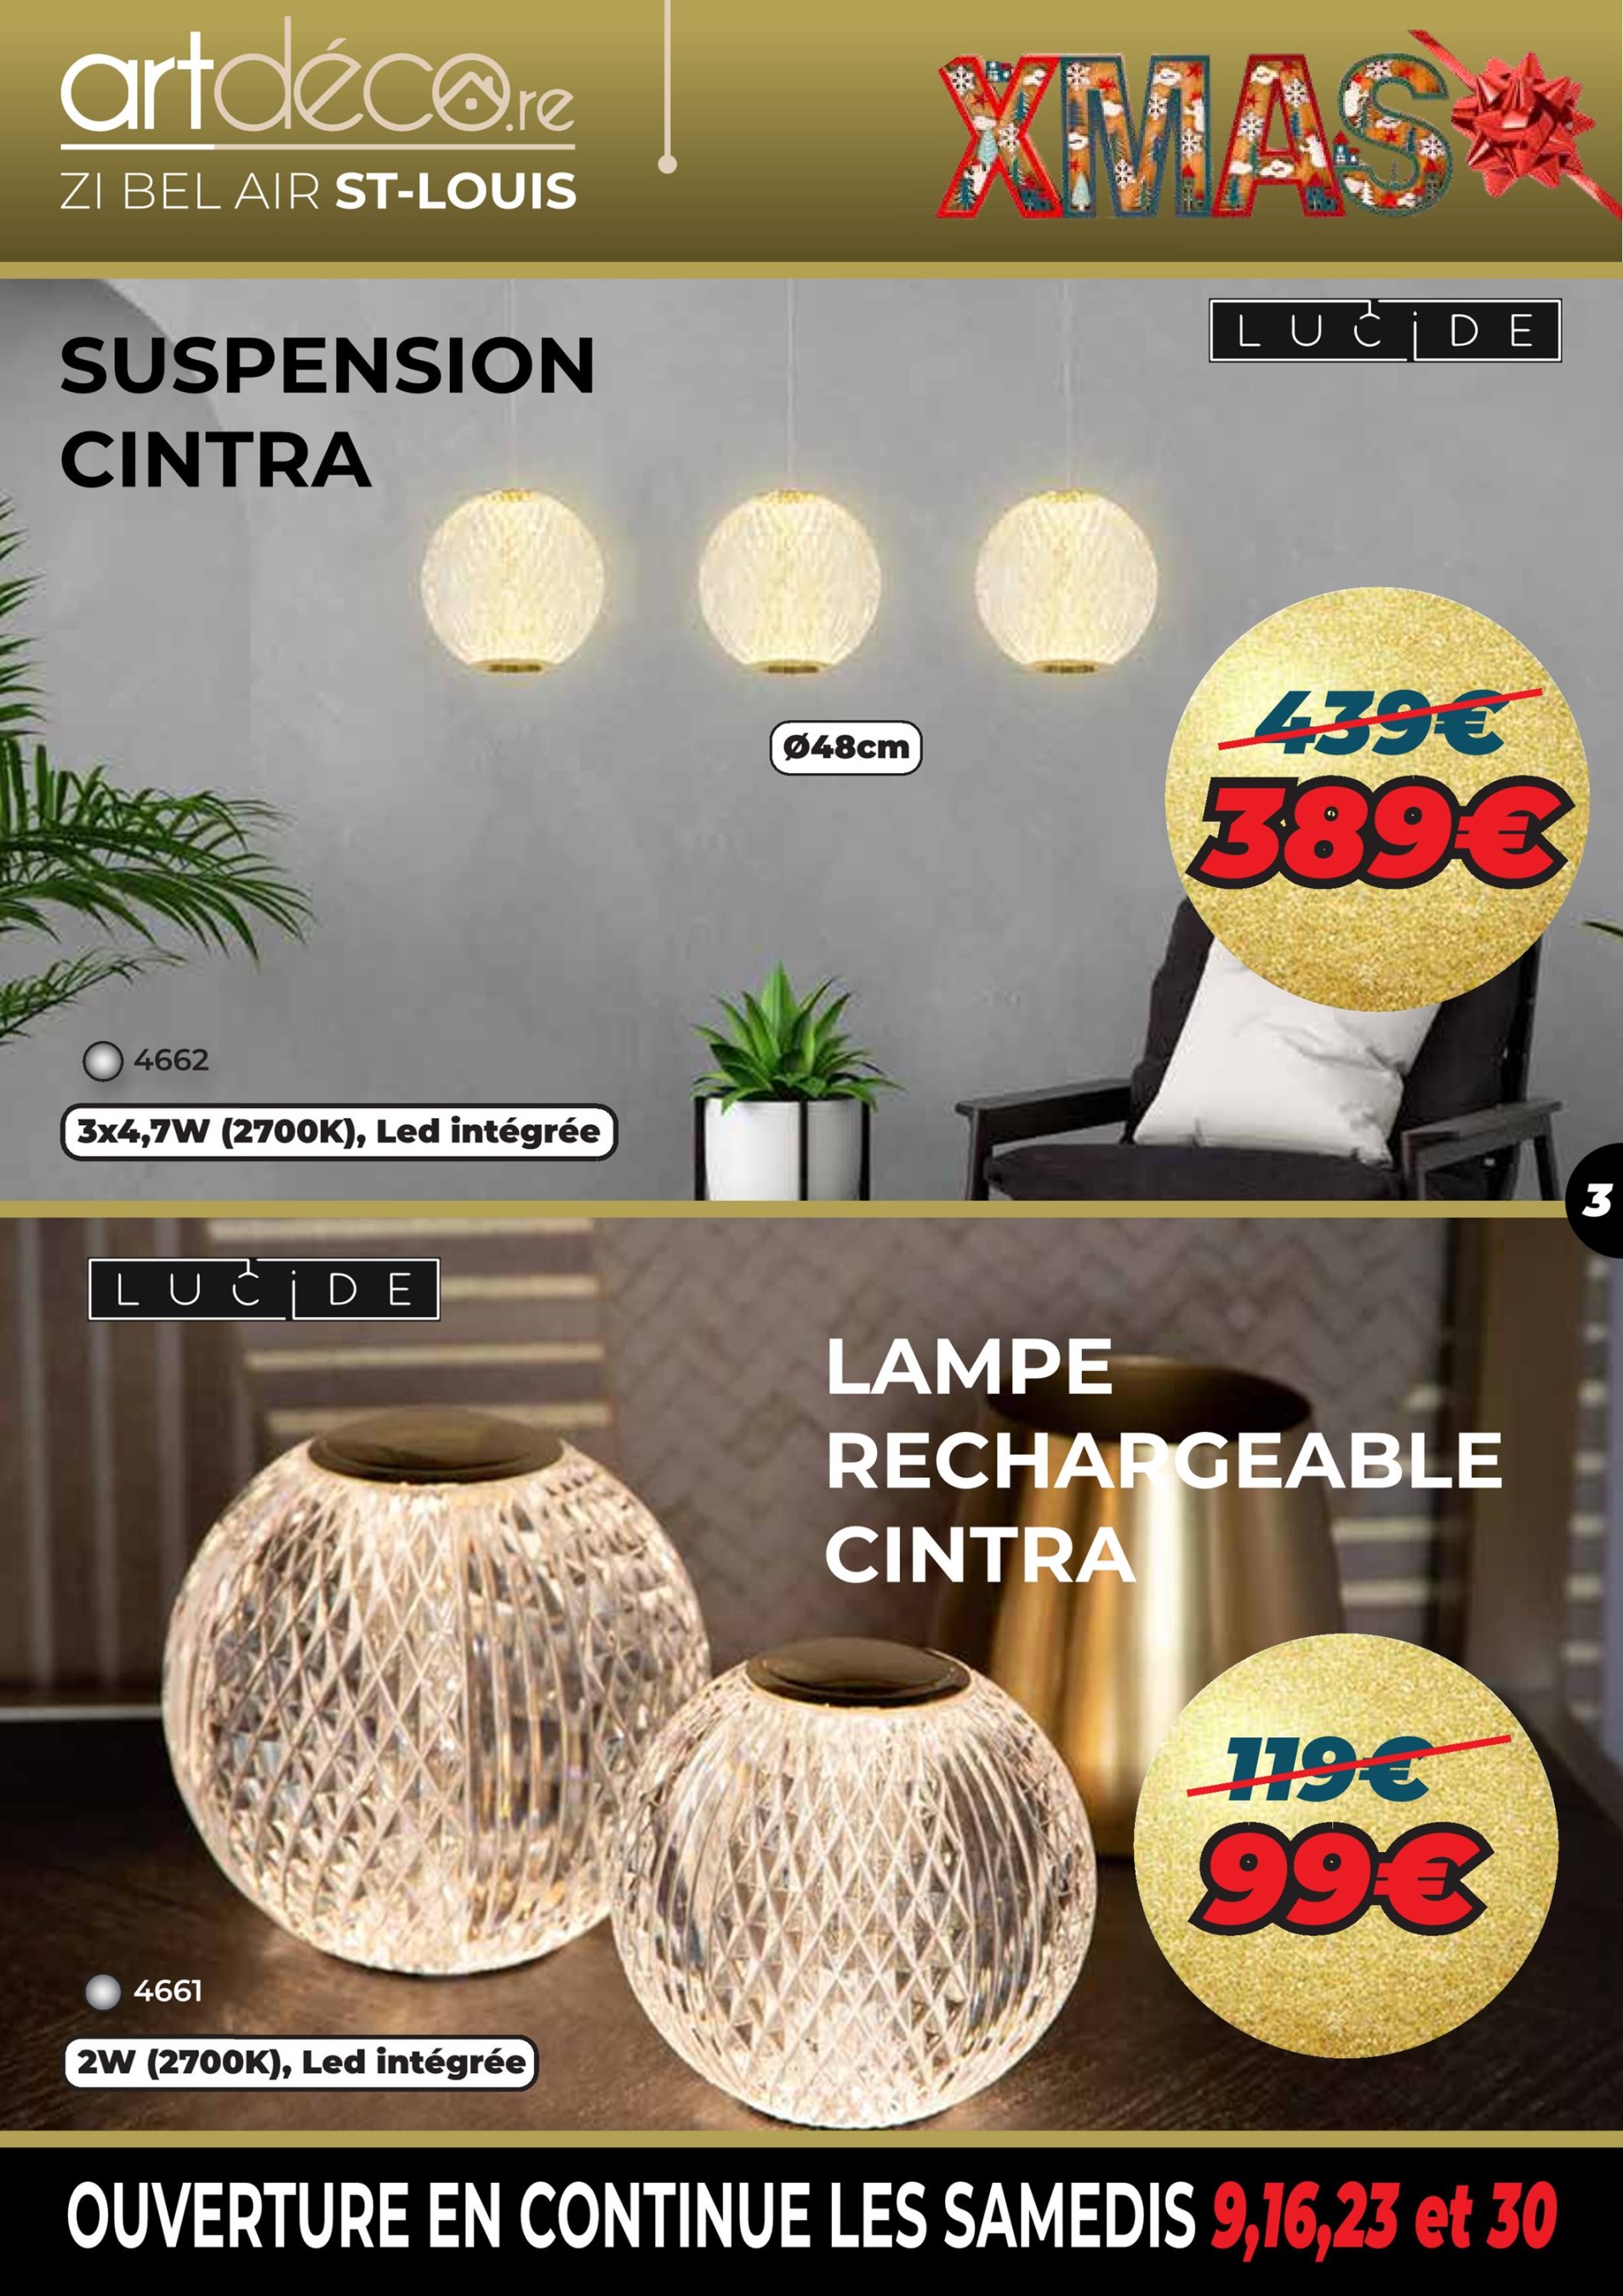 artdéco.re
ZI BEL AIR ST-LOUIS
XMAS
SUSPENSION
CINTRA
LUCiDE
Ø48cm
439€
389€
4662
3x4,7W (2700K), Led intégrée
3
LUCiDE
LAMPE
RECHARGEABLE
CINTRA
119€
99€
4661
2W (2700K), Led intégrée
OUVERTURE EN CONTINUE LES SAMEDIS 9,16,23 et 30